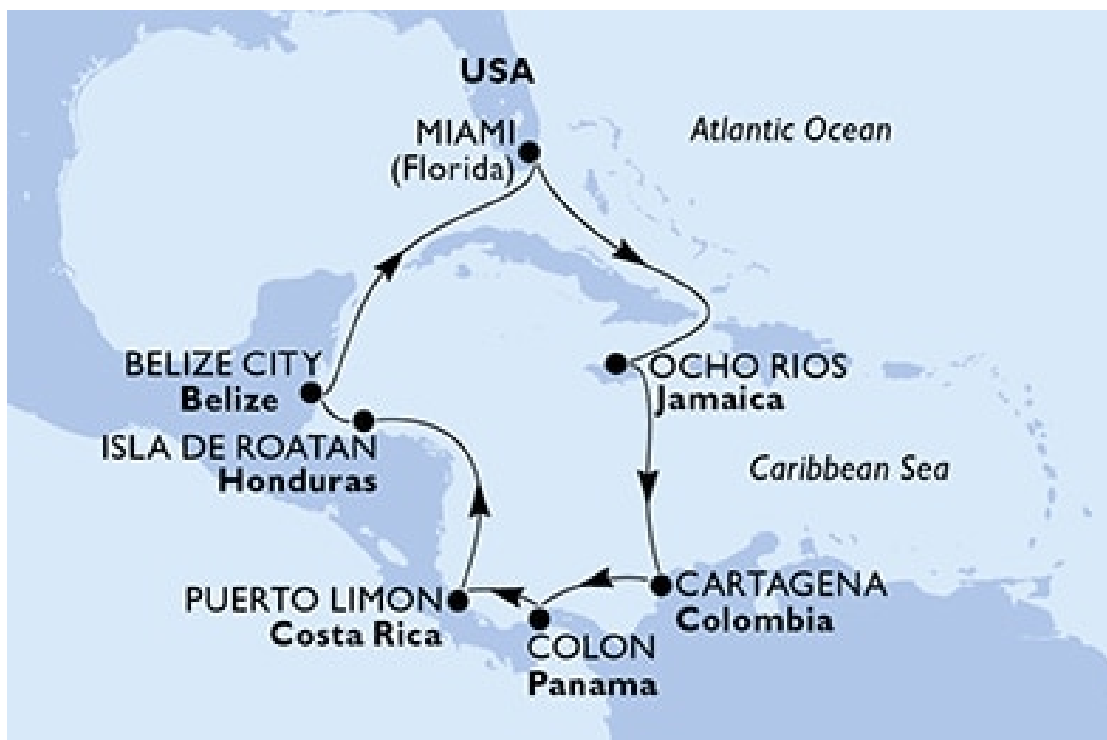 USA
MIAMI
(Florida)
Atlantic Ocean
BELIZE CITY
Belize
OCHO RIOS
Jamaica
ISLA DE ROATAN
Honduras
Caribbean Sea
PUERTO LIMON
Costa Rica
CARTAGENA
Colombia
COLON
Panama